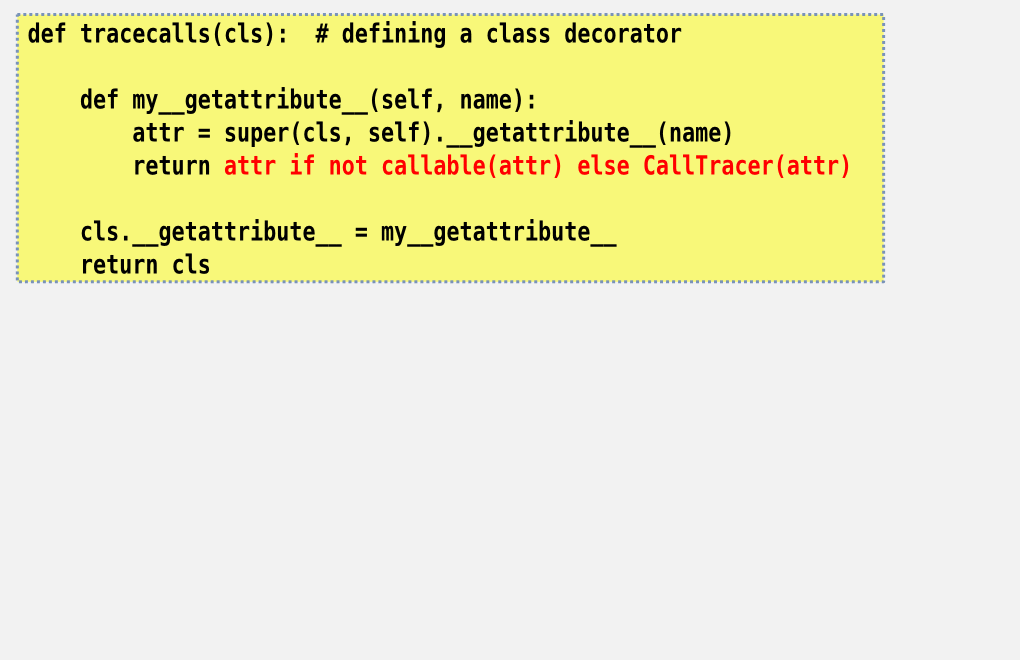 def tracecalls(cls):  # defining a class decorator
    def my__getattribute__(self, name):
        attr = super(cls, self).__getattribute__(name)
        return attr if not callable(attr) else CallTracer(attr)
    cls.__getattribute__ = my__getattribute__
    return cls